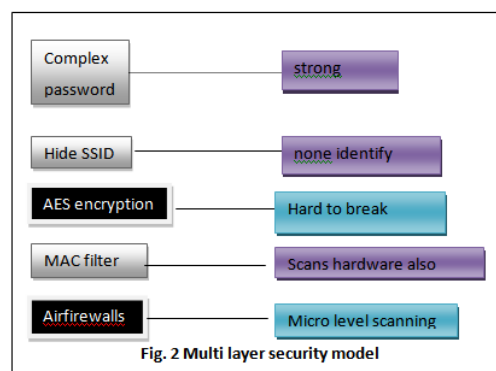 Complex
password
strong
Hide SSID
none identify
AES encryption
Hard to break
MAC filter
Scans hardware also
Airfirewalls
Micro level scanning
Fig. 2 Multi layer security model